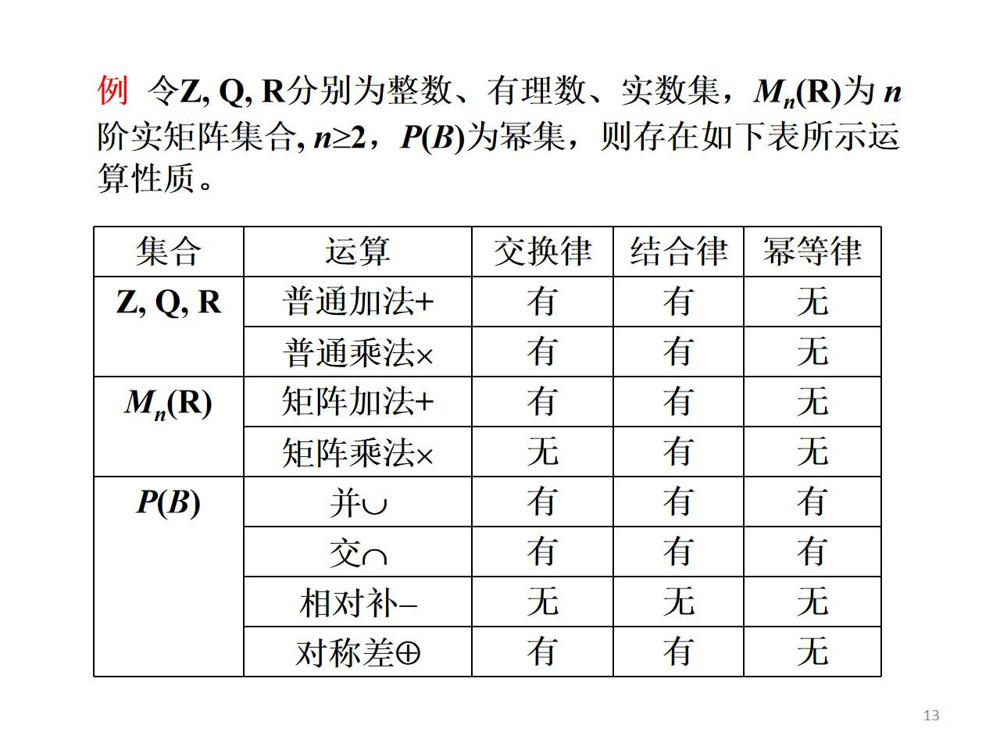 例 令Z, Q, R分别为整数、有理数、实数集，Mn(R)为 n
阶实矩阵集合, n≥2，P(B)为幂集，则存在如下表所示运
算性质。
集合 运算 交换律 结合律 幂等律
Z, Q, R 普通加法+ 有 有 无
普通乘法× 有 有 无
Mn(R) 矩阵加法+ 有 有 无
矩阵乘法× 无 有 无
P(B) 并∪ 有 有 有
交∩ 有 有 有
相对补− 无 无 无
对称差⊕ 有 有 无
13